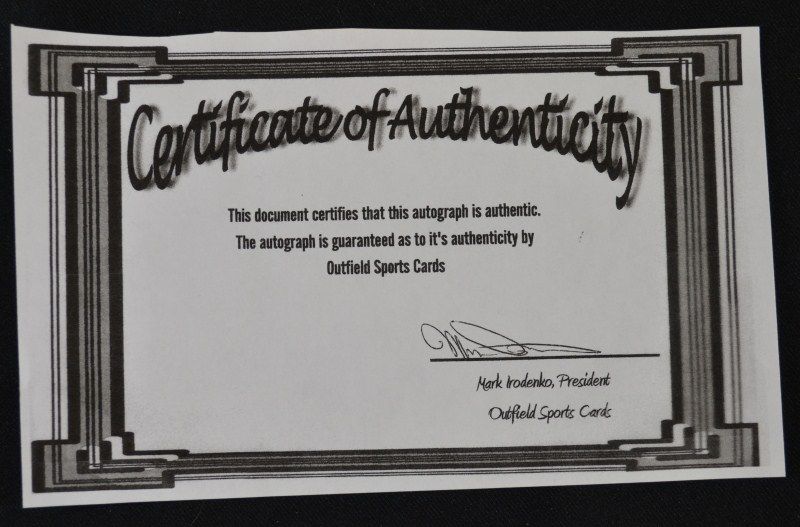 Certificate of Authenticity
This document certifies that this autograph is authentic.
The autograph is guaranteed as to it's authenticity by
Outfield Sports Cards
Mark Irodenko, President
Outfield Sports Cards